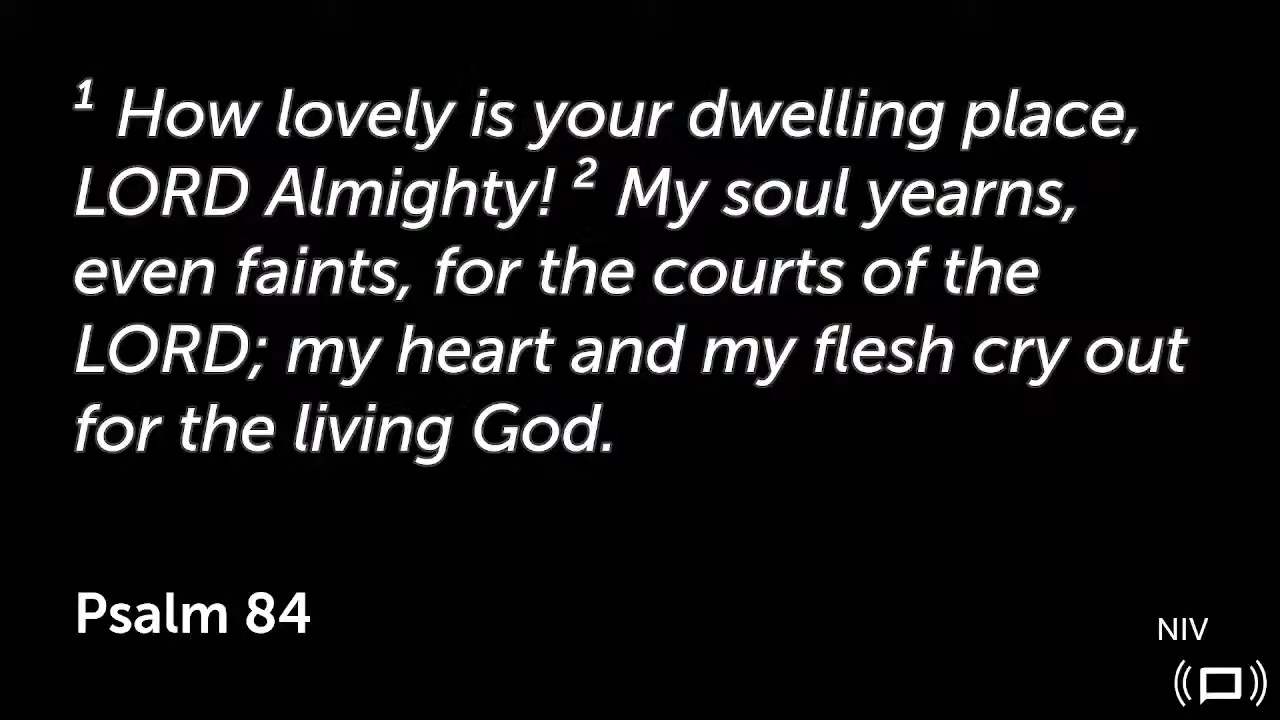 ¹ How lovely is your dwelling place,
LORD Almighty! ² My soul yearns,
even faints, for the courts of the
LORD; my heart and my flesh cry out
for the living God.
Psalm 84
NIV